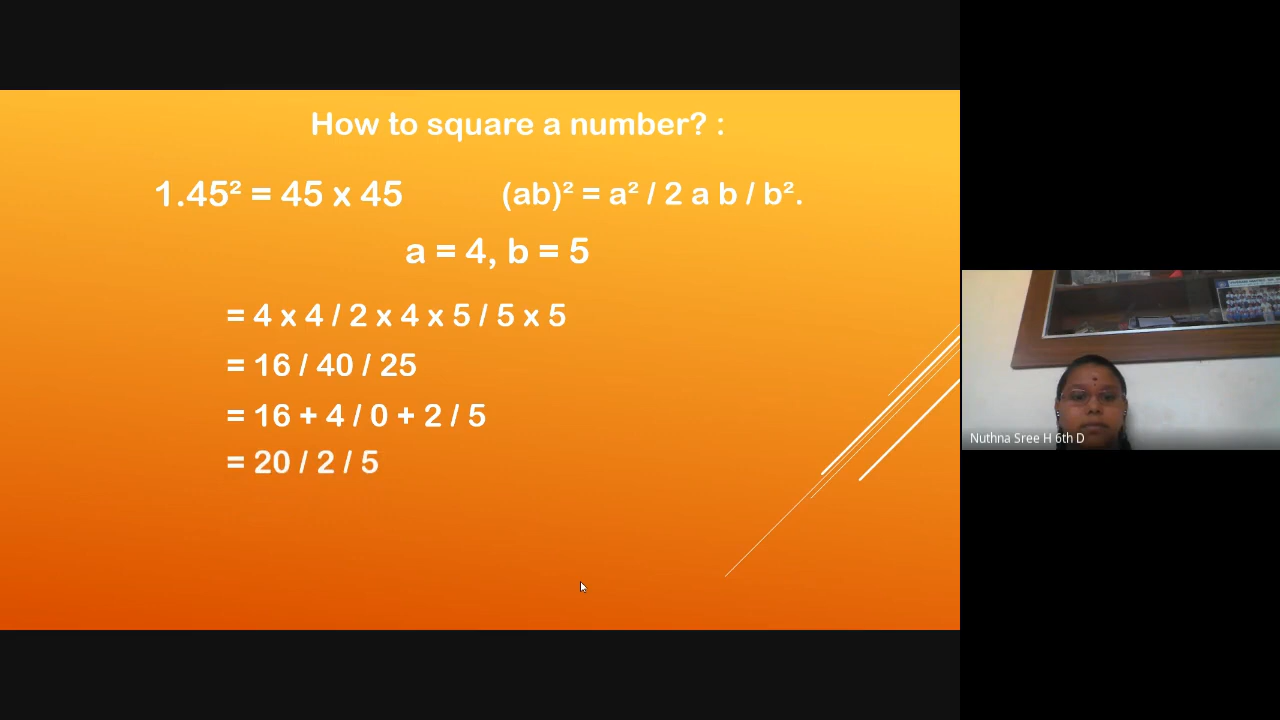 How to square a number? :
1.45² = 45 x 45 (ab)² = a² / 2 a b / b².
a = 4, b = 5
= 4 x 4 / 2 x 4 x 5 / 5 x 5
= 16 / 40 / 25
= 16 + 4 / 0 + 2 / 5
= 20 / 2 / 5
Nuthna Sree H 6th D